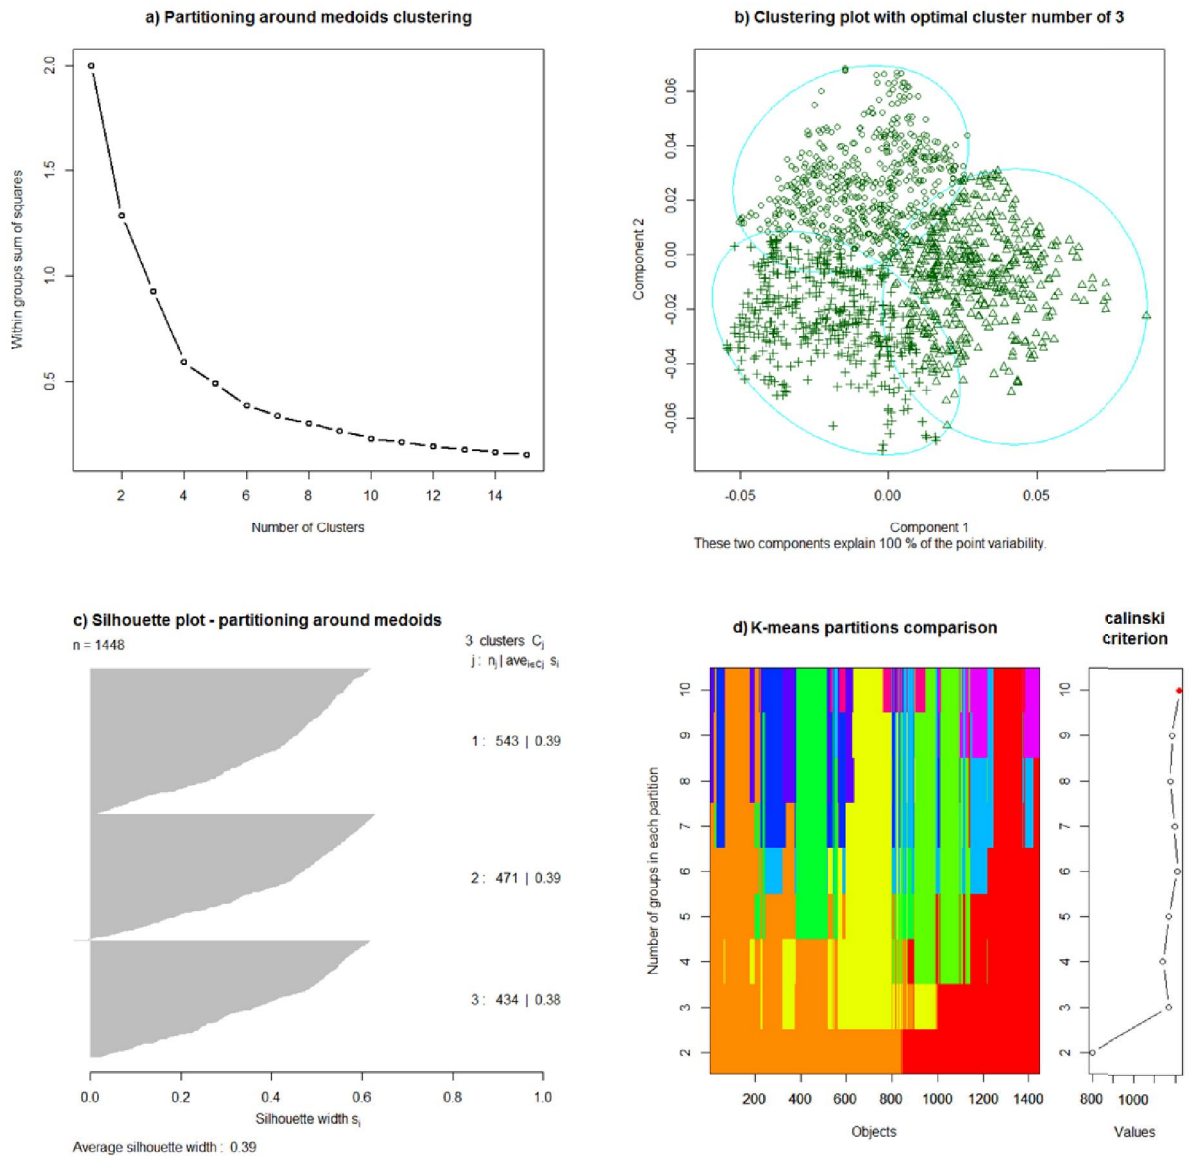 a) Partitioning around medoids clustering
Within groups sum of squares
2.0
1.5
1.0
0.5
2 4 6 8 10 12 14
Number of Clusters
b) Clustering plot with optimal cluster number of 3
Component 2
0.06
0.04
0.02
0.00
-0.02
-0.04
-0.06
-0.05 0.00 0.05
Component 1
These two components explain 100 % of the point variability.
c) Silhouette plot - partitioning around medoids
n = 1448
3 clusters Cj
j : nj | avei∈Cj si
1 : 543 | 0.39
2 : 471 | 0.39
3 : 434 | 0.38
0.0 0.2 0.4 0.6 0.8 1.0
Silhouette width si
Average silhouette width : 0.39
d) K-means partitions comparison
Number of groups in each partition
10
9
8
7
6
5
4
3
2
200 400 600 800 1000 1200 1400
Objects
calinski
criterion
10
9
8
7
6
5
4
3
2
800 1000
Values